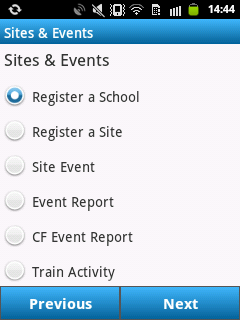 14:44
Sites & Events
Sites & Events
Register a School
Register a Site
Site Event
Event Report
CF Event Report
Train Activity
Previous
Next